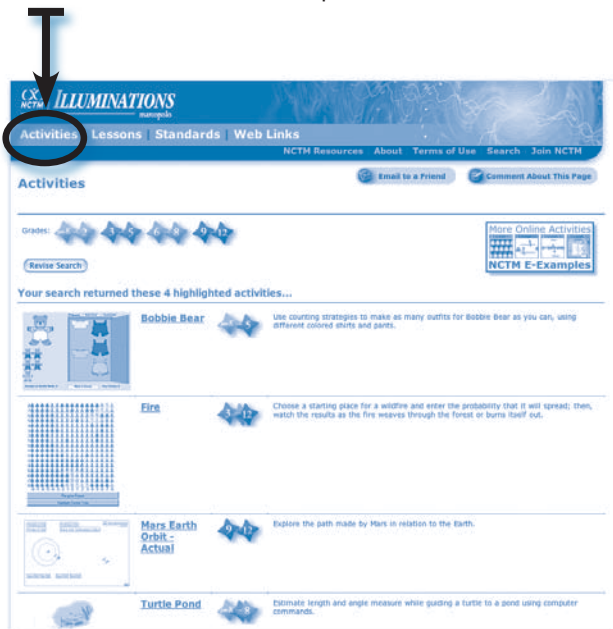 NCTM ILLUMINATIONS
marcopolo
Activities | Lessons | Standards | Web Links
NCTM Resources About Terms of Use Search Join NCTM
Activities
Email to a Friend
Comment About This Page
Grades:
3 - 5
6 - 8
9 - 12
More Online Activities
NCTM E-Examples
Revise Search
Your search returned these 4 highlighted activities...
Bobbie Bear
Use counting strategies to make as many outfits for Bobbie Bear as you can, using
different colored shirts and pants.
Fire
3 - 12
Choose a starting place for a wildfire and enter the probability that it will spread; then,
watch the results as the fire weaves through the forest or burns itself out.
Mars Earth
Orbit -
Actual
9 - 12
Explore the path made by Mars in relation to the Earth.
Turtle Pond
Estimate length and angle measure while guiding a turtle to a pond using computer
commands.